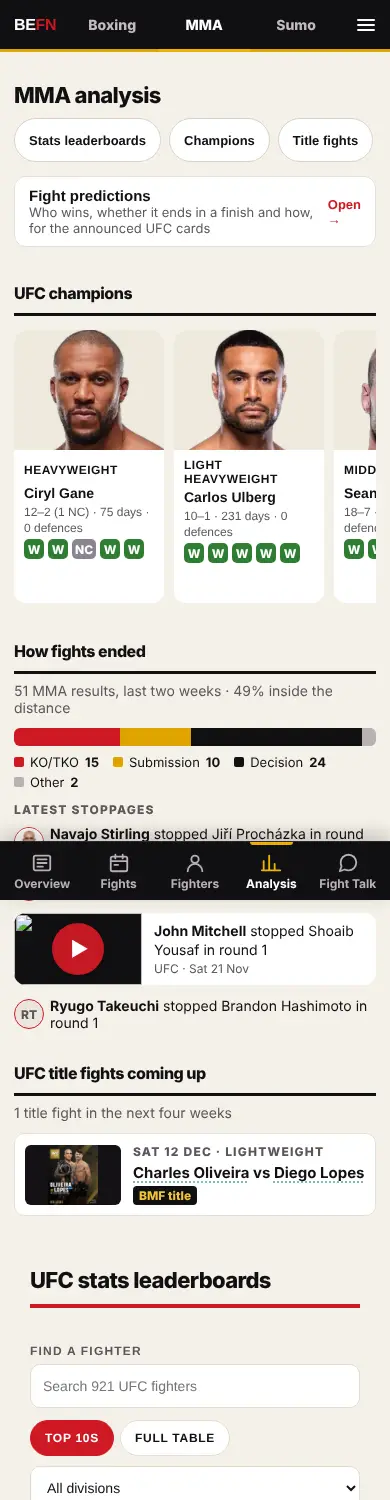 BEFN Boxing MMA Sumo
MMA analysis
Stats leaderboards Champions Title fights
Fight predictions
Who wins, whether it ends in a finish and how,
for the announced UFC cards
Open
→
UFC champions
HEAVYWEIGHT
Ciryl Gane
12–2 (1 NC) · 75 days ·
0 defences
W W NC W W
LIGHT
HEAVYWEIGHT
Carlos Ulberg
10–1 · 231 days · 0
defences
W W W W W
MIDD
Sean
18–7 ·
defen
W
How fights ended
51 MMA results, last two weeks · 49% inside the
distance
KO/TKO 15 Submission 10 Decision 24
Other 2
LATEST STOPPAGES
Navajo Stirling stopped Jiří Procházka in round
Overview Fights Fighters Analysis Fight Talk
John Mitchell stopped Shoaib
Yousaf in round 1
UFC · Sat 21 Nov
RT
Ryugo Takeuchi stopped Brandon Hashimoto in
round 1
UFC title fights coming up
1 title fight in the next four weeks
SAT 12 DEC · LIGHTWEIGHT
Charles Oliveira vs Diego Lopes
BMF title
UFC stats leaderboards
FIND A FIGHTER
Search 921 UFC fighters
TOP 10S FULL TABLE
All divisions